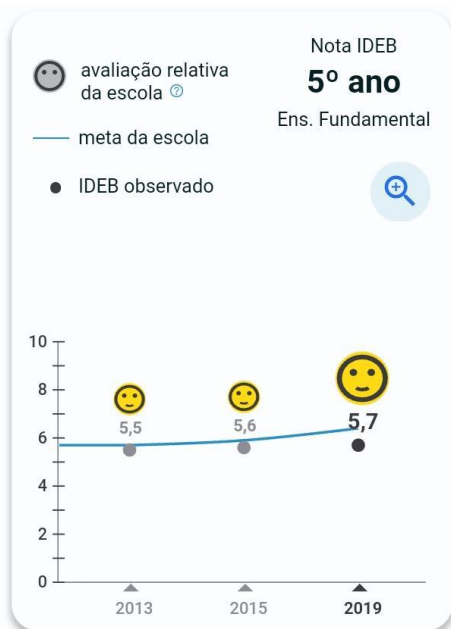 avaliação relativa
da escola ?
meta da escola
IDEB observado
Nota IDEB
5º ano
Ens. Fundamental
10
8
6
4
2
0
5,5
5,6
5,7
2013
2015
2019